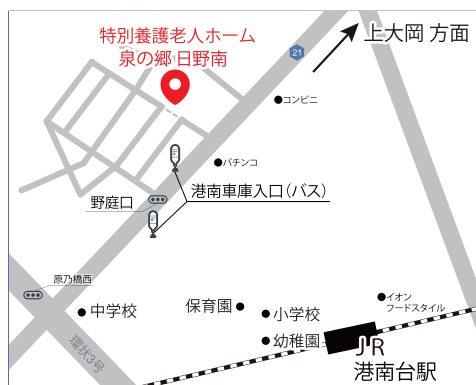 特別養護老人ホーム
泉の郷日野南
21
上大岡 方面
コンビニ
パチンコ
港南車庫入口(バス)
野庭口
原乃橋西
中学校
保育園
小学校
幼稚園
イオン
フードスタイル
環状3号
JR
港南台駅